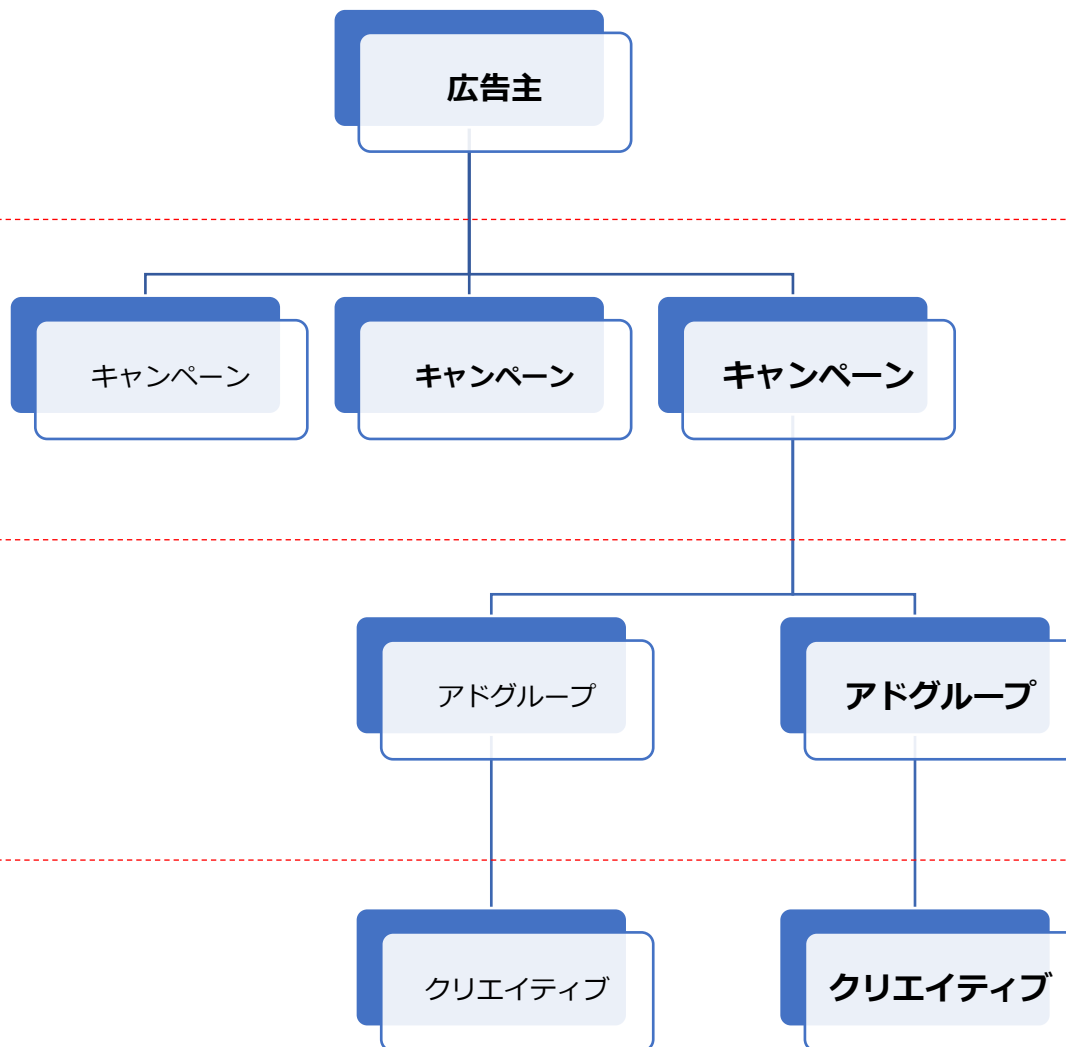 広告主
キャンペーン
キャンペーン
キャンペーン
アドグループ
アドグループ
クリエイティブ
クリエイティブ